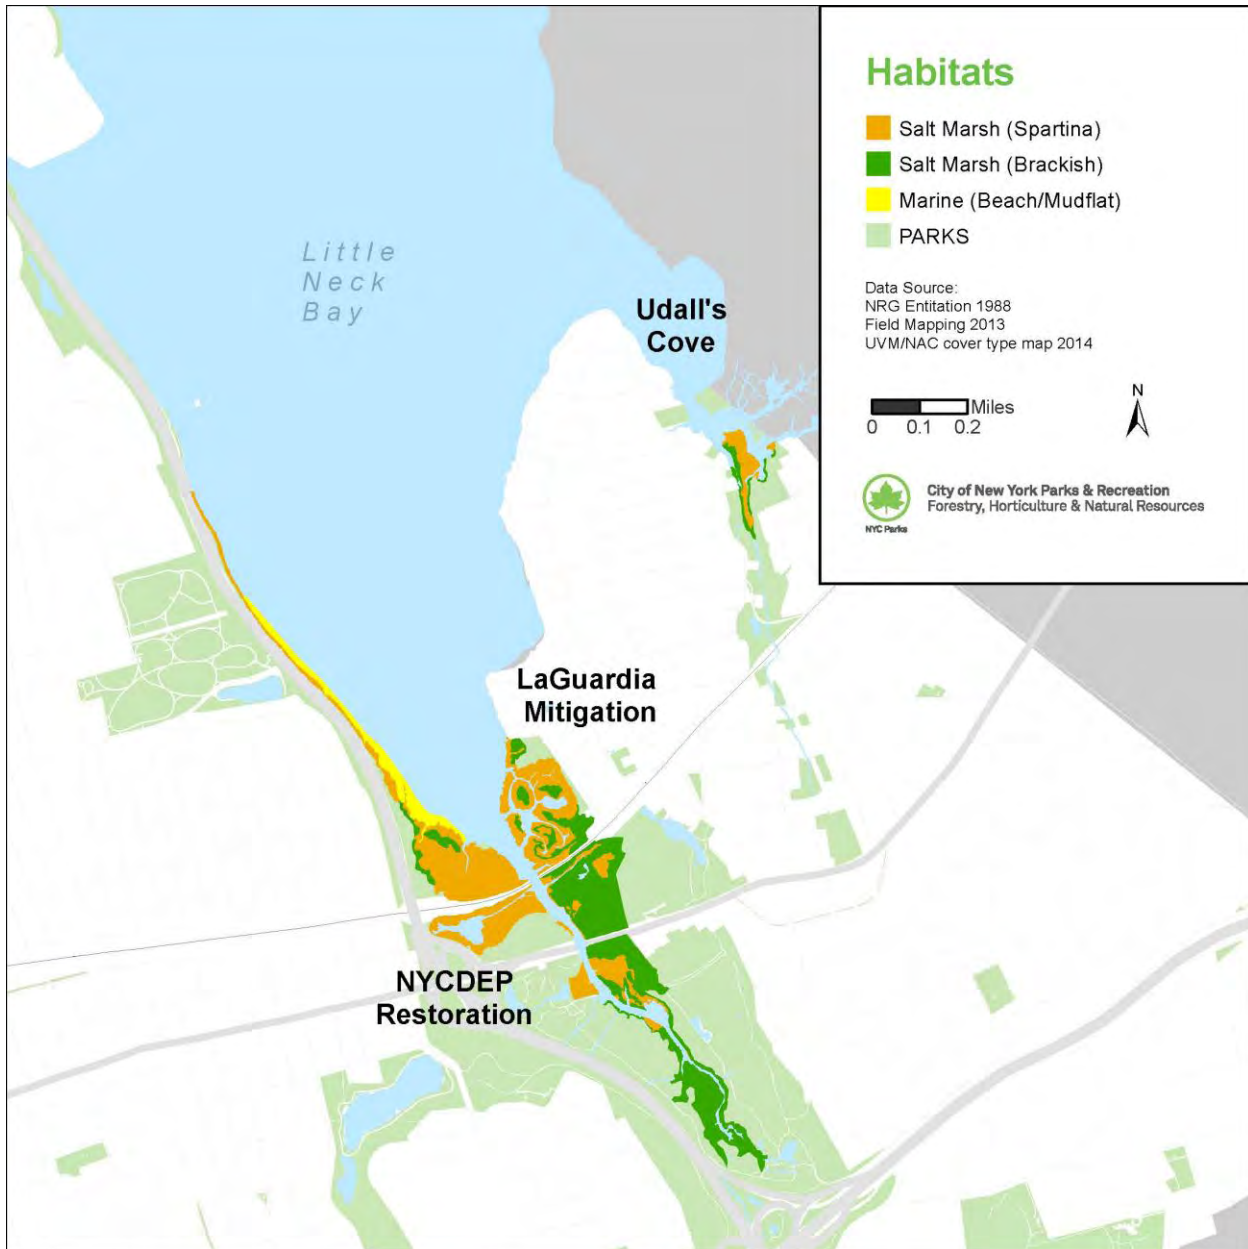 Habitats
Salt Marsh (Spartina)
Salt Marsh (Brackish)
Marine (Beach/Mudflat)
PARKS
Data Source:
NRG Entitation 1988
Field Mapping 2013
UVM/NAC cover type map 2014
N
Miles
0 0.1 0.2
City of New York Parks & Recreation
Forestry, Horticulture & Natural Resources
NYC Parks
Little
Neck
Bay
Udall's
Cove
LaGuardia
Mitigation
NYCDEP
Restoration